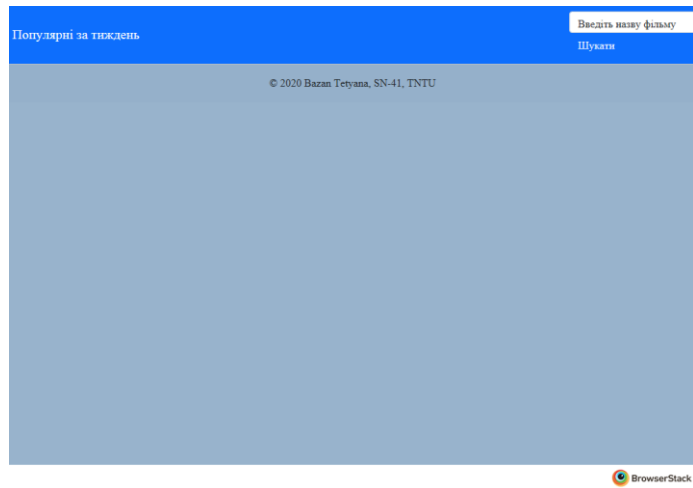 Популярні за тиждень
Введіть назву фільму
Шукати
© 2020 Bazan Tetyana, SN-41, TNTU
BrowserStack